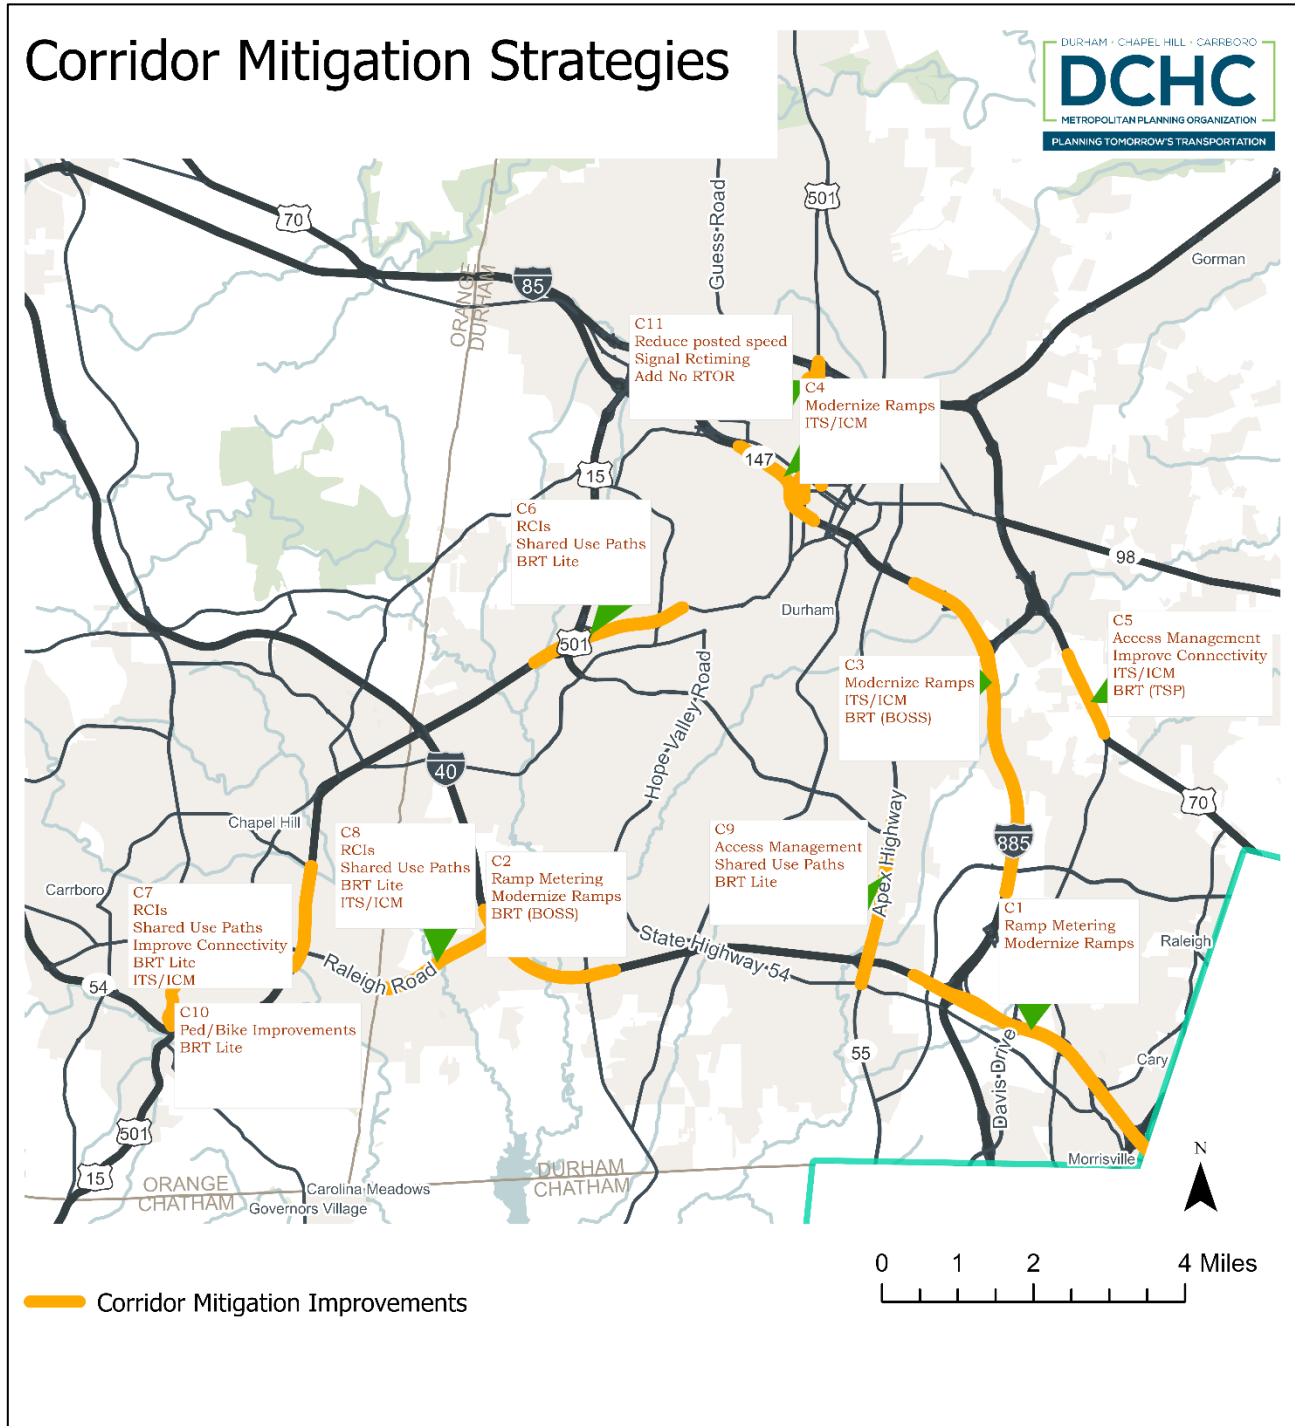 Corridor Mitigation Strategies
DURHAM · CHAPEL HILL · CARRBORO
DCHC
METROPOLITAN PLANNING ORGANIZATION
PLANNING TOMORROW'S TRANSPORTATION
70
501
Guess Road
Gorman
ORANGE
DURHAM
85
C11
Reduce posted speed
Signal Retiming
Add No RTOR
C4
Modernize Ramps
ITS/ICM
147
15
C6
RCIs
Shared Use Paths
BRT Lite
98
Durham
501
C5
Access Management
Improve Connectivity
ITS/ICM
BRT (TSP)
C3
Modernize Ramps
ITS/ICM
BRT (BOSS)
Hope Valley Road
40
70
Apex Highway
885
Chapel Hill
C8
RCIs
Shared Use Paths
BRT Lite
ITS/ICM
C2
Ramp Metering
Modernize Ramps
BRT (BOSS)
C9
Access Management
Shared Use Paths
BRT Lite
Carrboro
C7
RCIs
Shared Use Paths
Improve Connectivity
BRT Lite
ITS/ICM
C1
Ramp Metering
Modernize Ramps
Raleigh
State Highway 54
Raleigh Road
54
C10
Ped/Bike Improvements
BRT Lite
55
Davis Drive
Cary
501
Morrisville
15
ORANGE
CHATHAM
DURHAM
CHATHAM
Carolina Meadows
Governors Village
N
0 1 2 4 Miles
Corridor Mitigation Improvements